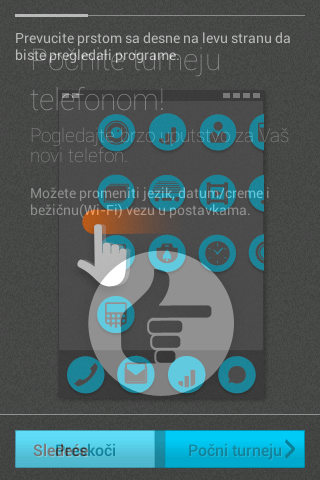 Prevucite prstom sa desne na levu stranu da
biste pregledali programe.
Počnite turneju
telefonom!
Pogledajte brzo uputstvo za Vaš
novi telefon.
Možete promeniti jezik, datum/creme i
bežičnu(Wi-Fi) vezu u postavkama.
Sledeće Preskoči Počni turneju